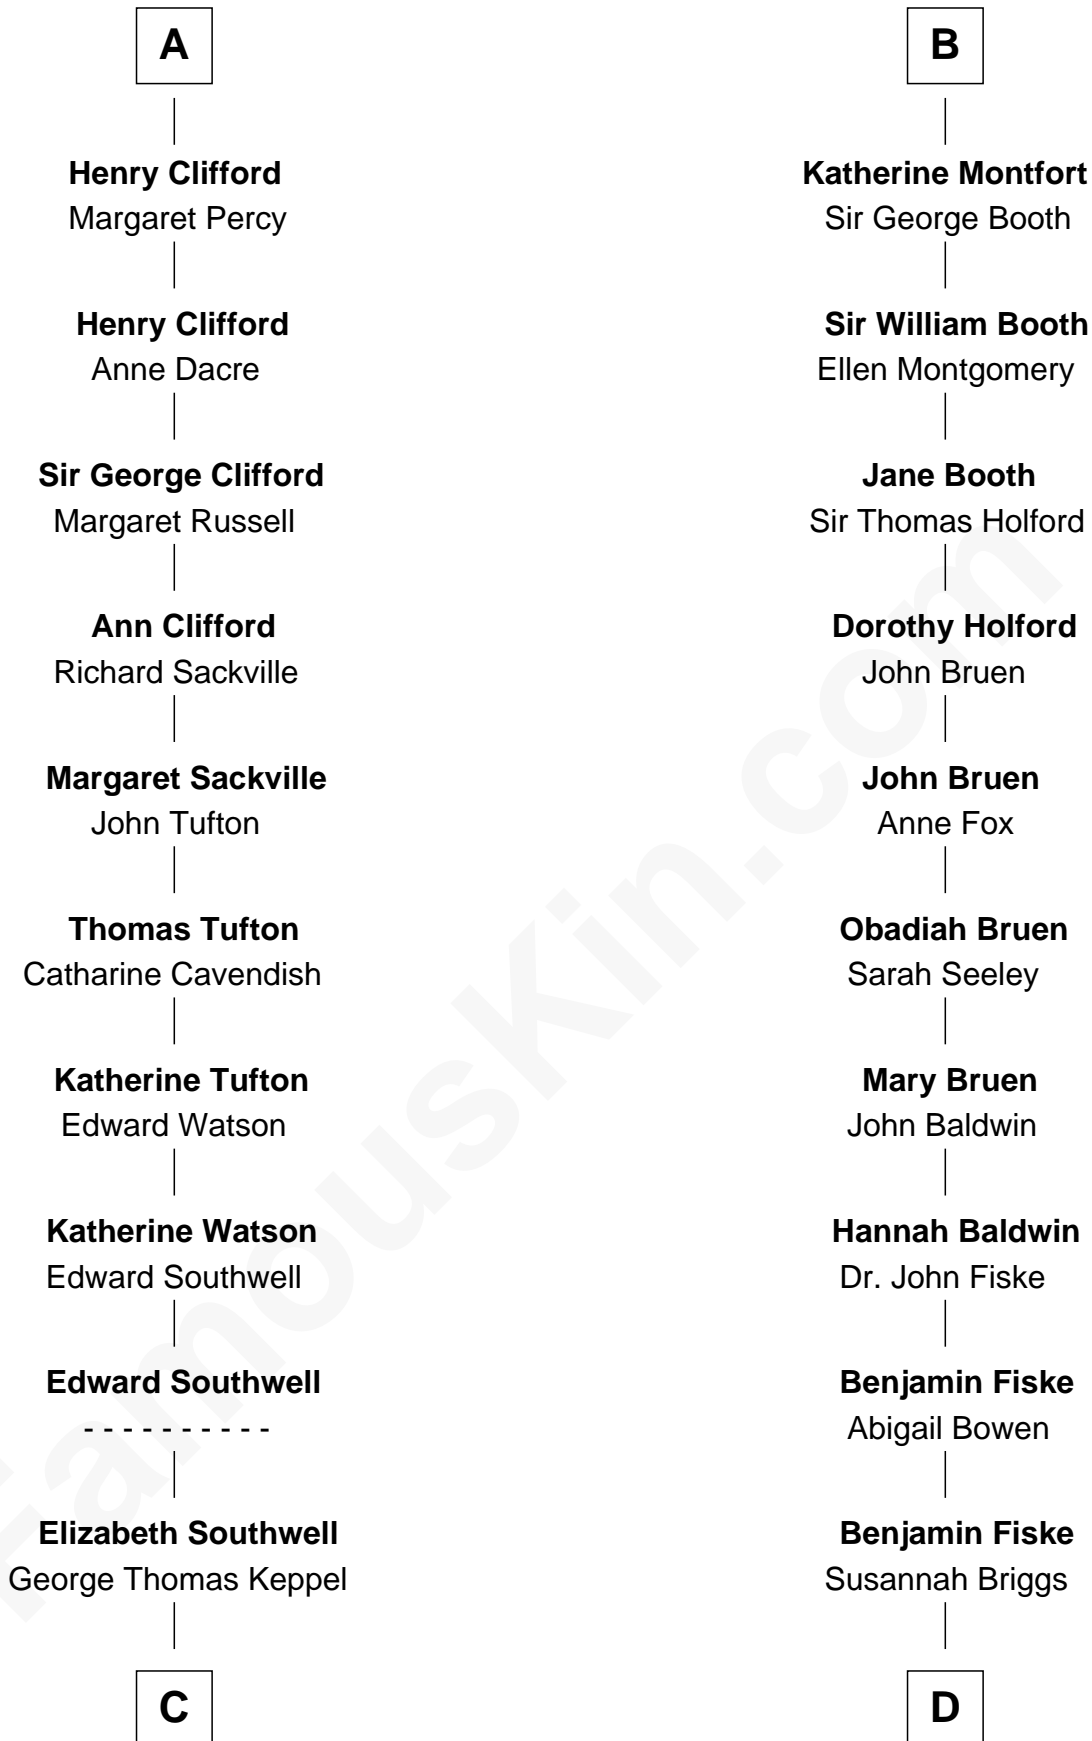 A
Henry Clifford
Margaret Percy
Henry Clifford
Anne Dacre
Sir George Clifford
Margaret Russell
Ann Clifford
Richard Sackville
Margaret Sackville
John Tufton
Thomas Tufton
Catharine Cavendish
Katherine Tufton
Edward Watson
Katherine Watson
Edward Southwell
Edward Southwell
- - - - - - - - - -
Elizabeth Southwell
George Thomas Keppel
C
B
Katherine Montfort
Sir George Booth
Sir William Booth
Ellen Montgomery
Jane Booth
Sir Thomas Holford
Dorothy Holford
John Bruen
John Bruen
Anne Fox
Obadiah Bruen
Sarah Seeley
Mary Bruen
John Baldwin
Hannah Baldwin
Dr. John Fiske
Benjamin Fiske
Abigail Bowen
Benjamin Fiske
Susannah Briggs
D
FamousKin.com